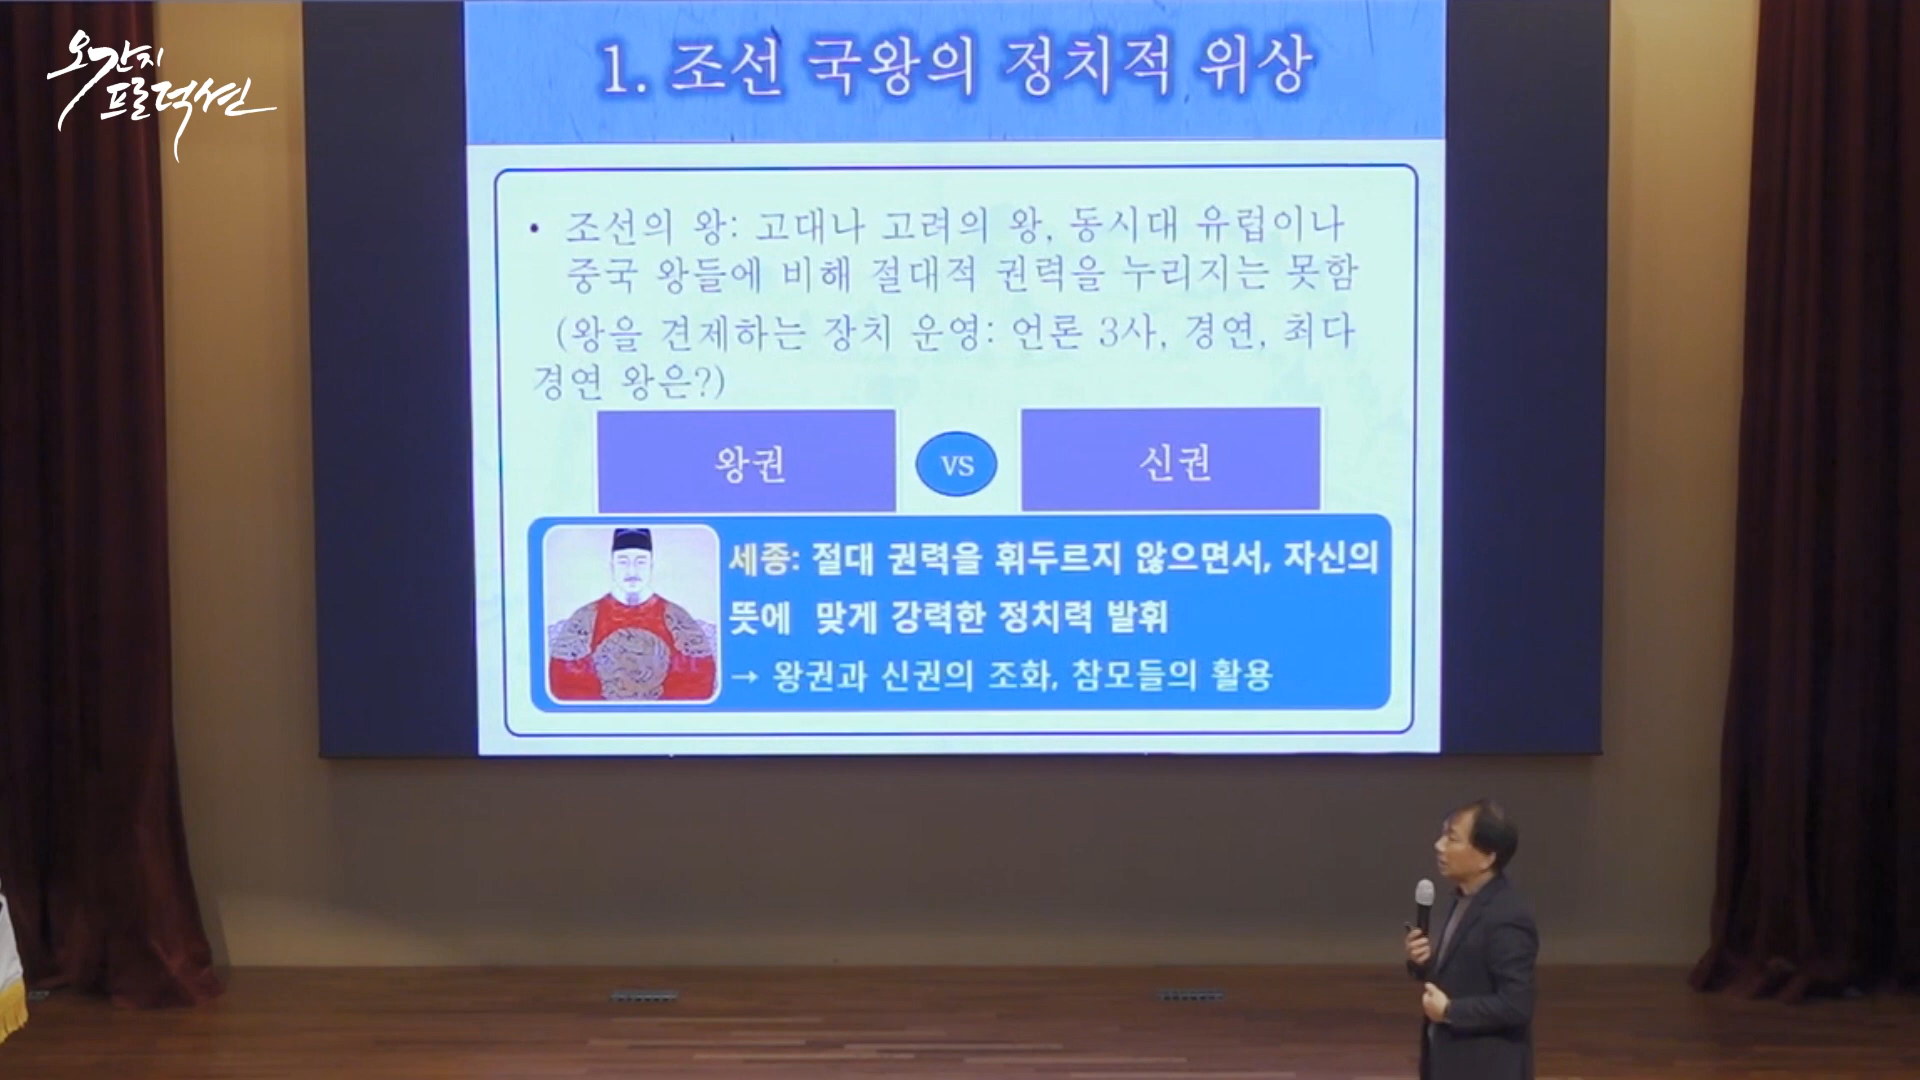 오간지
프로덕션
1. 조선 국왕의 정치적 위상
• 조선의 왕: 고대나 고려의 왕, 동시대 유럽이나
중국 왕들에 비해 절대적 권력을 누리지는 못함
(왕을 견제하는 장치 운영: 언론 3사, 경연, 최다
경연 왕은?)
왕권 vs 신권
세종: 절대 권력을 휘두르지 않으면서, 자신의
뜻에 맞게 강력한 정치력 발휘
→ 왕권과 신권의 조화, 참모들의 활용